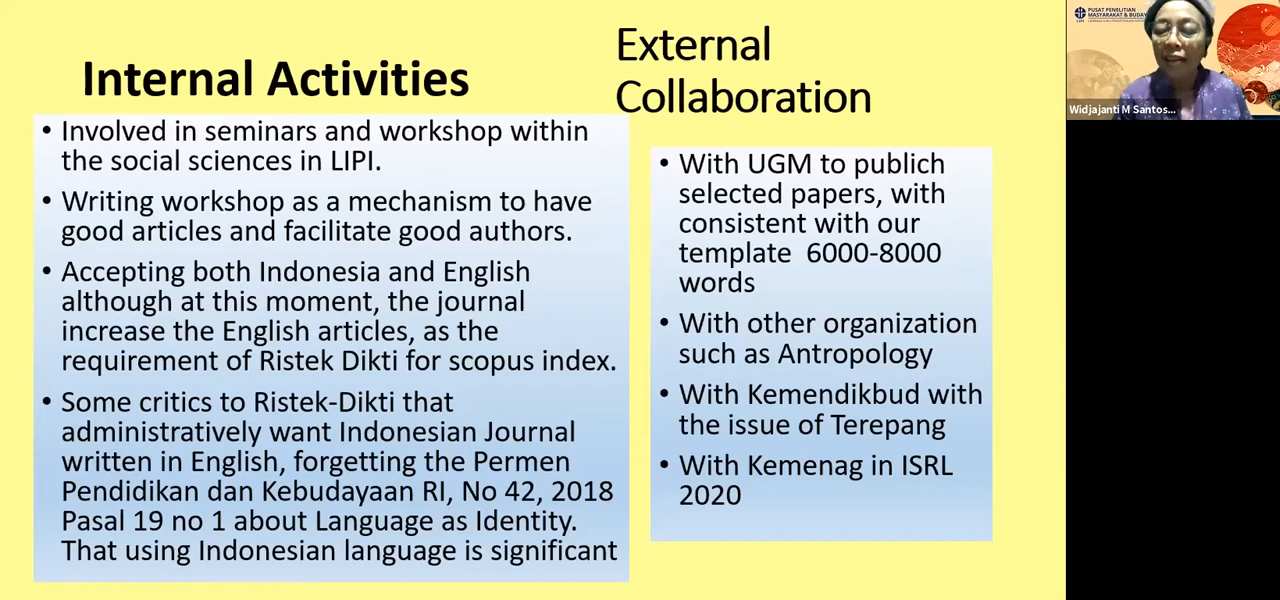 Internal Activities
• Involved in seminars and workshop within
the social sciences in LIPI.
• Writing workshop as a mechanism to have
good articles and facilitate good authors.
• Accepting both Indonesia and English
although at this moment, the journal
increase the English articles, as the
requirement of Ristek Dikti for scopus index.
• Some critics to Ristek-Dikti that
administratively want Indonesian Journal
written in English, forgetting the Permen
Pendidikan dan Kebudayaan RI, No 42, 2018
Pasal 19 no 1 about Language as Identity.
That using Indonesian language is significant
External
Collaboration
• With UGM to publich
selected papers, with
consistent with our
template 6000-8000
words
• With other organization
such as Antropology
• With Kemendikbud with
the issue of Terepang
• With Kemenag in ISRL
2020
PUSAT PENELITIAN
MASYARAKAT & BUDAY
LIPI
Widjajanti M Santos...